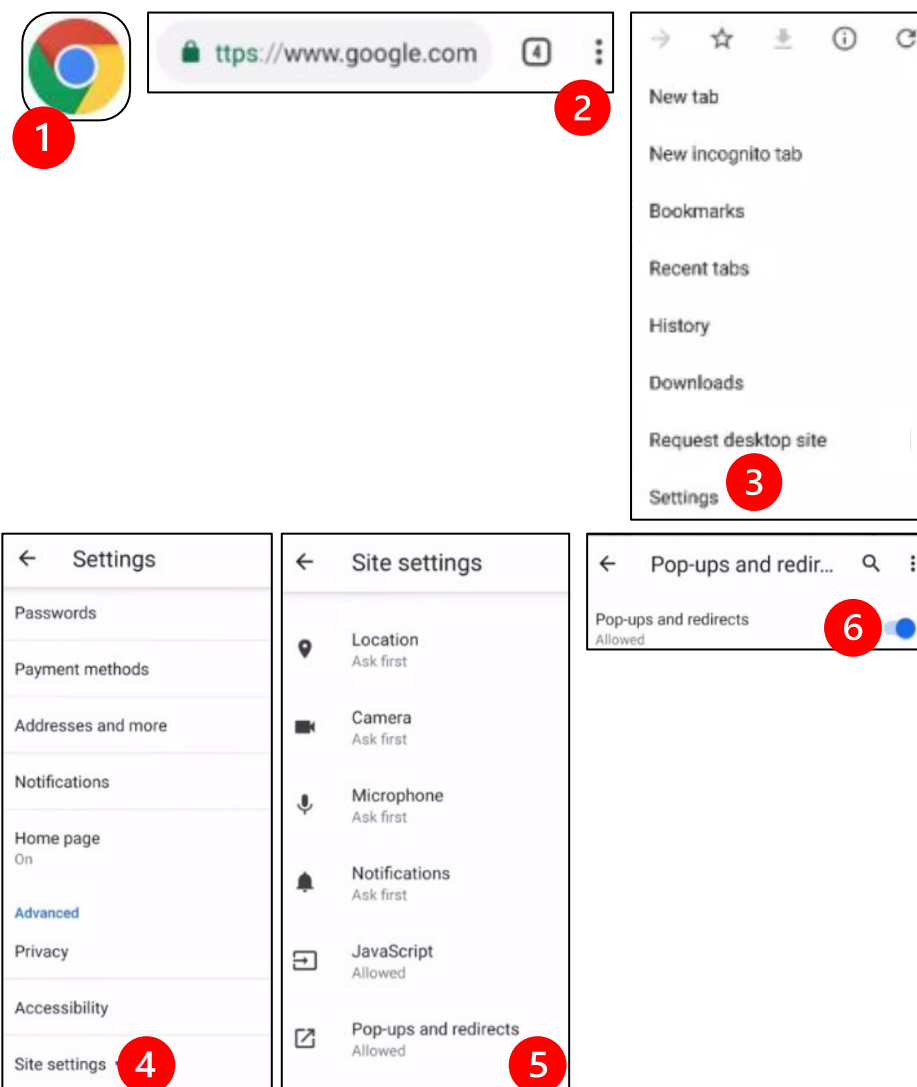 1
ttps://www.google.com
4
2
New tab
New incognito tab
Bookmarks
Recent tabs
History
Downloads
Request desktop site
Settings
3
Settings
Passwords
Payment methods
Addresses and more
Notifications
Home page
On
Advanced
Privacy
Accessibility
Site settings
4
Site settings
Location
Ask first
Camera
Ask first
Microphone
Ask first
Notifications
Ask first
JavaScript
Allowed
Pop-ups and redirects
Allowed
5
Pop-ups and redir...
Pop-ups and redirects
Allowed
6